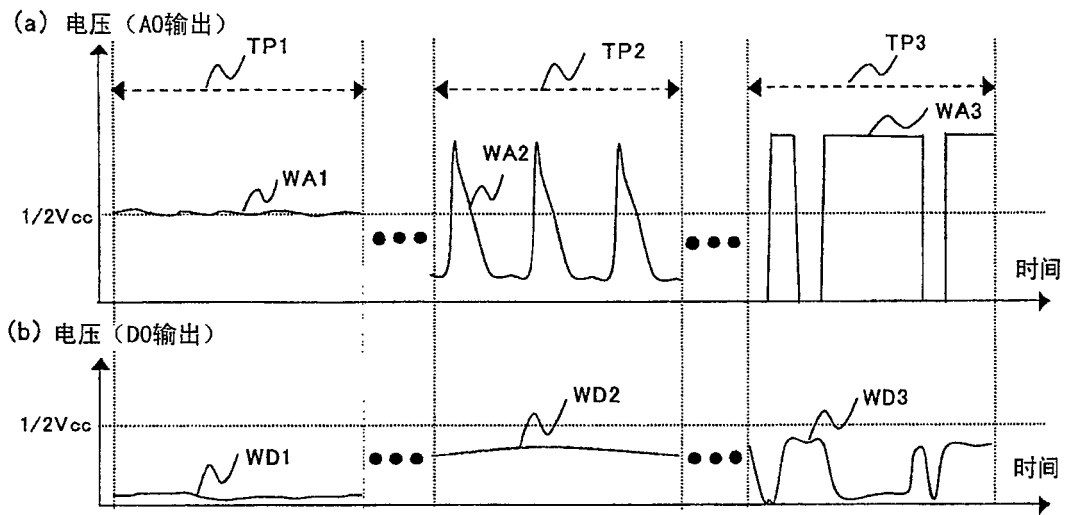 (a) 电压（AO输出）
TP1
TP2
TP3
WA1
WA2
WA3
1/2Vcc
时间
(b) 电压（DO输出）
1/2Vcc
WD1
WD2
WD3
时间